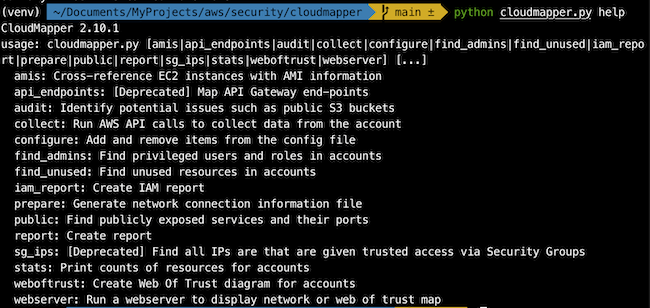 (venv) ~/Documents/MyProjects/aws/security/cloudmapper main ± python cloudmapper.py help
CloudMapper 2.10.1
usage: cloudmapper.py [amis|api_endpoints|audit|collect|configure|find_admins|find_unused|iam_repo
rt|prepare|public|report|sg_ips|stats|weboftrust|webserver] [...]
amis: Cross-reference EC2 instances with AMI information
api_endpoints: [Deprecated] Map API Gateway end-points
audit: Identify potential issues such as public S3 buckets
collect: Run AWS API calls to collect data from the account
configure: Add and remove items from the config file
find_admins: Find privileged users and roles in accounts
find_unused: Find unused resources in accounts
iam_report: Create IAM report
prepare: Generate network connection information file
public: Find publicly exposed services and their ports
report: Create report
sg_ips: [Deprecated] Find all IPs are that are given trusted access via Security Groups
stats: Print counts of resources for accounts
weboftrust: Create Web Of Trust diagram for accounts
webserver: Run a webserver to display network or web of trust map